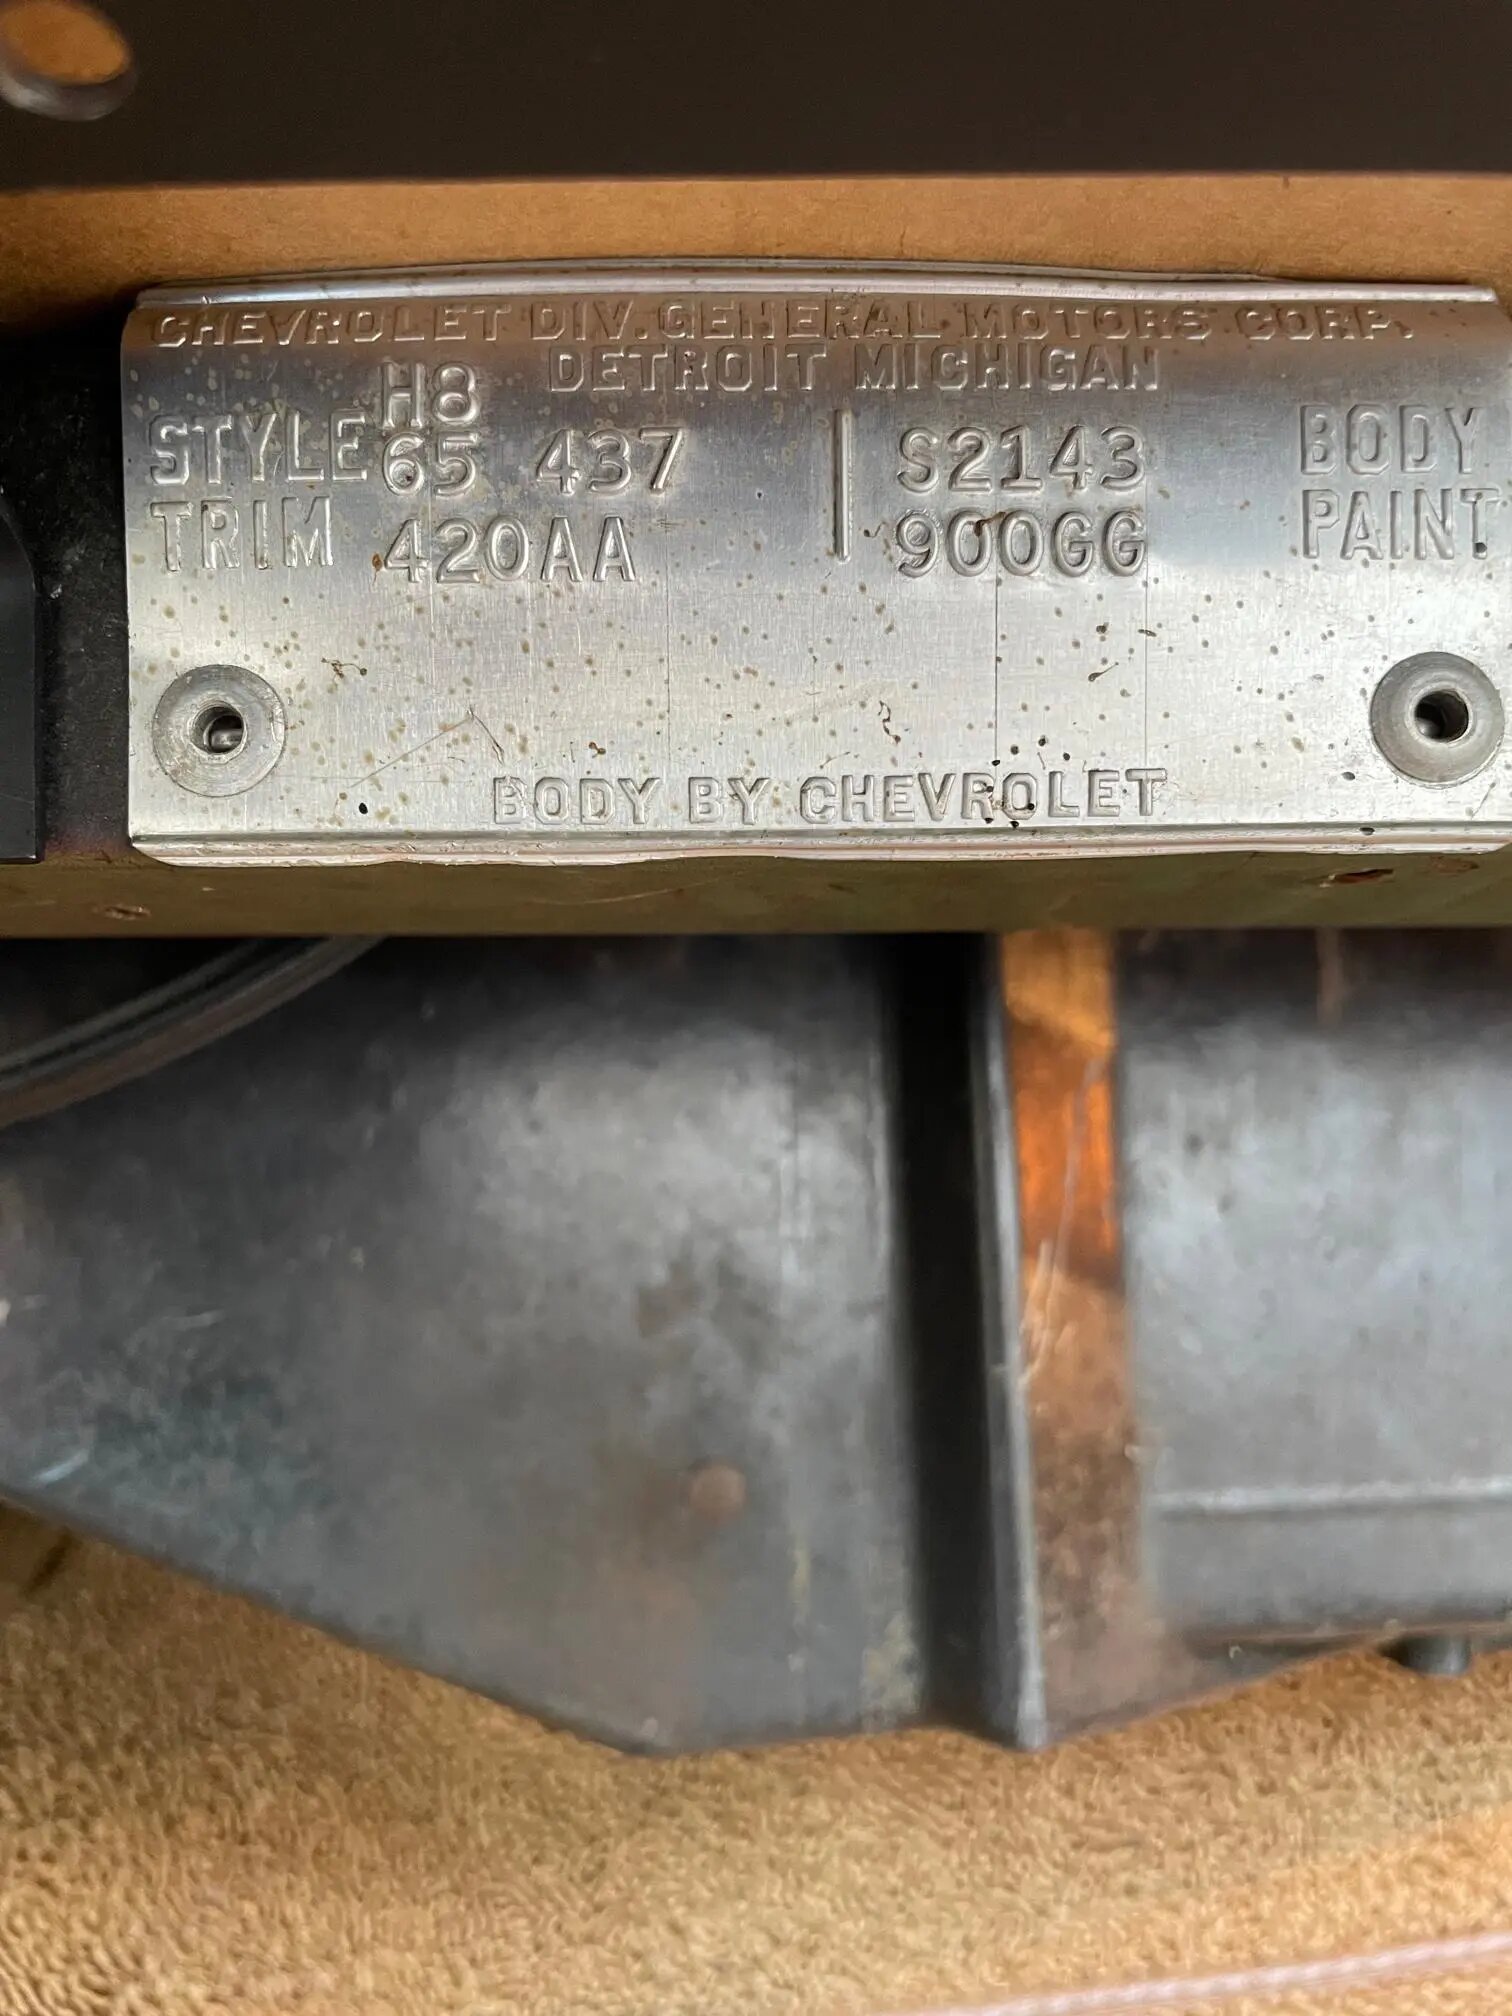 CHEVROLET DIV. GENERAL MOTORS CORP.
DETROIT MICHIGAN
H8
STYLE 65 437 S2143 BODY
TRIM 420AA 900GG PAINT
BODY BY CHEVROLET